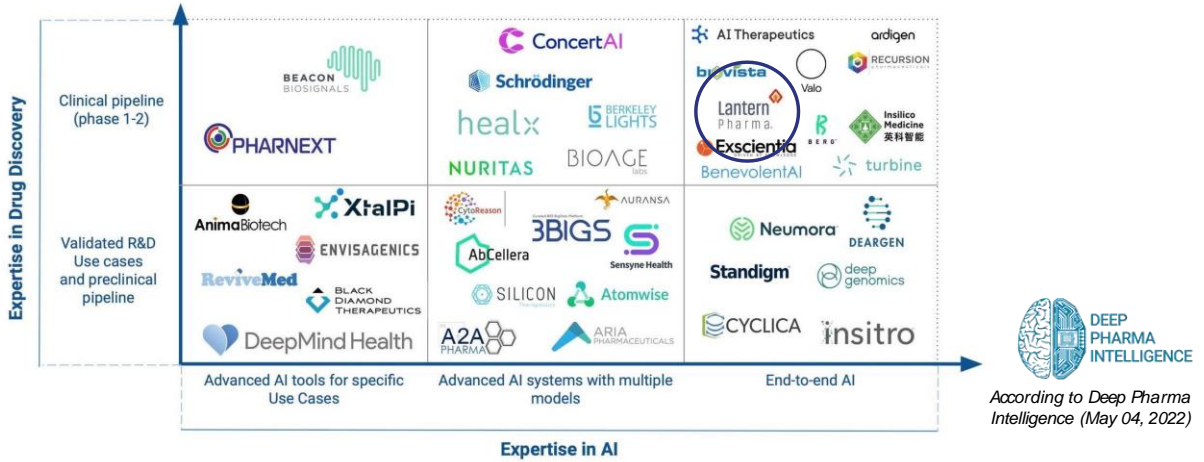 Expertise in Drug Discovery
Clinical pipeline
(phase 1-2)
BEACON
BIOSIGNALS
PHARNEXT
ConcertAI
Schrödinger
healx
BERKELEY
LIGHTS
NURITAS
BIOAGE
labs
AI Therapeutics
ardigen
biovista
Valo
RECURSION
Lantern
Pharma
BERG
Insilico
Medicine
英科智能
Exscientia
BenevolentAI
turbine
Validated R&D
Use cases
and preclinical
pipeline
AnimaBiotech
XtalPi
ENVISAGENICS
ReviveMed
BLACK
DIAMOND
THERAPEUTICS
DeepMind Health
CytoReason
AURANSA
3BIGS
AbCellera
Sensyne Health
SILICON
Atomwise
A2A
PHARMA
ARIA
PHARMACEUTICALS
Neumora
DEARGEN
Standigm
deep
genomics
CYCLICA
insitro
Advanced AI tools for specific
Use Cases
Advanced AI systems with multiple
models
End-to-end AI
Expertise in AI
DEEP
PHARMA
INTELLIGENCE
According to Deep Pharma
Intelligence (May 04, 2022)